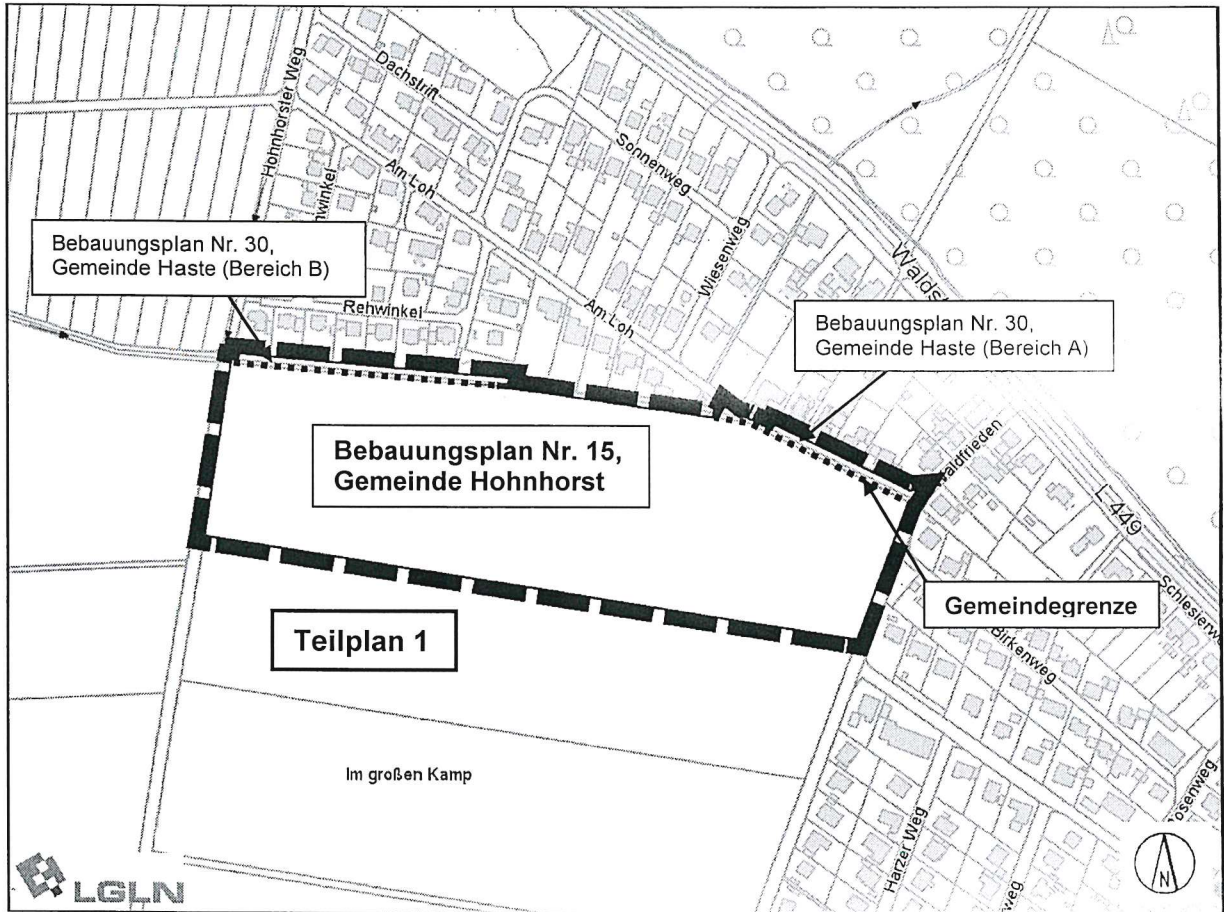 Dachstrift
Hohnhorster Weg
Sonnenweg
Am Loh
Bebauungsplan Nr. 30,
Gemeinde Haste (Bereich B)
Wiesenweg
Rehwinkel
Am Loh
Bebauungsplan Nr. 30,
Gemeinde Haste (Bereich A)
Bebauungsplan Nr. 15,
Gemeinde Hohnhorst
L 449
Gemeindegrenze
Teilplan 1
Birkenweg
Im großen Kamp
Harzer Weg
LGLN
N